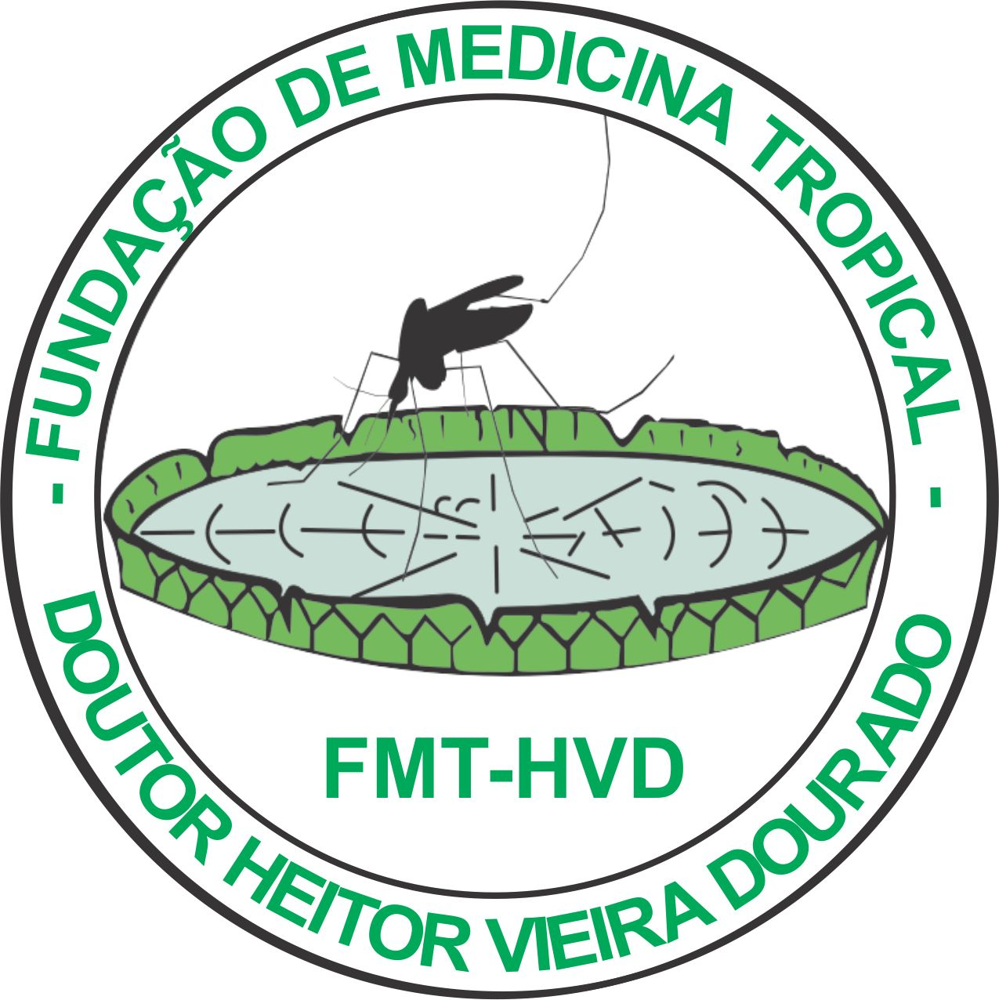 - FUNDAÇÃO DE MEDICINA TROPICAL -
DOUTOR HEITOR VIEIRA DOURADO
FMT-HVD